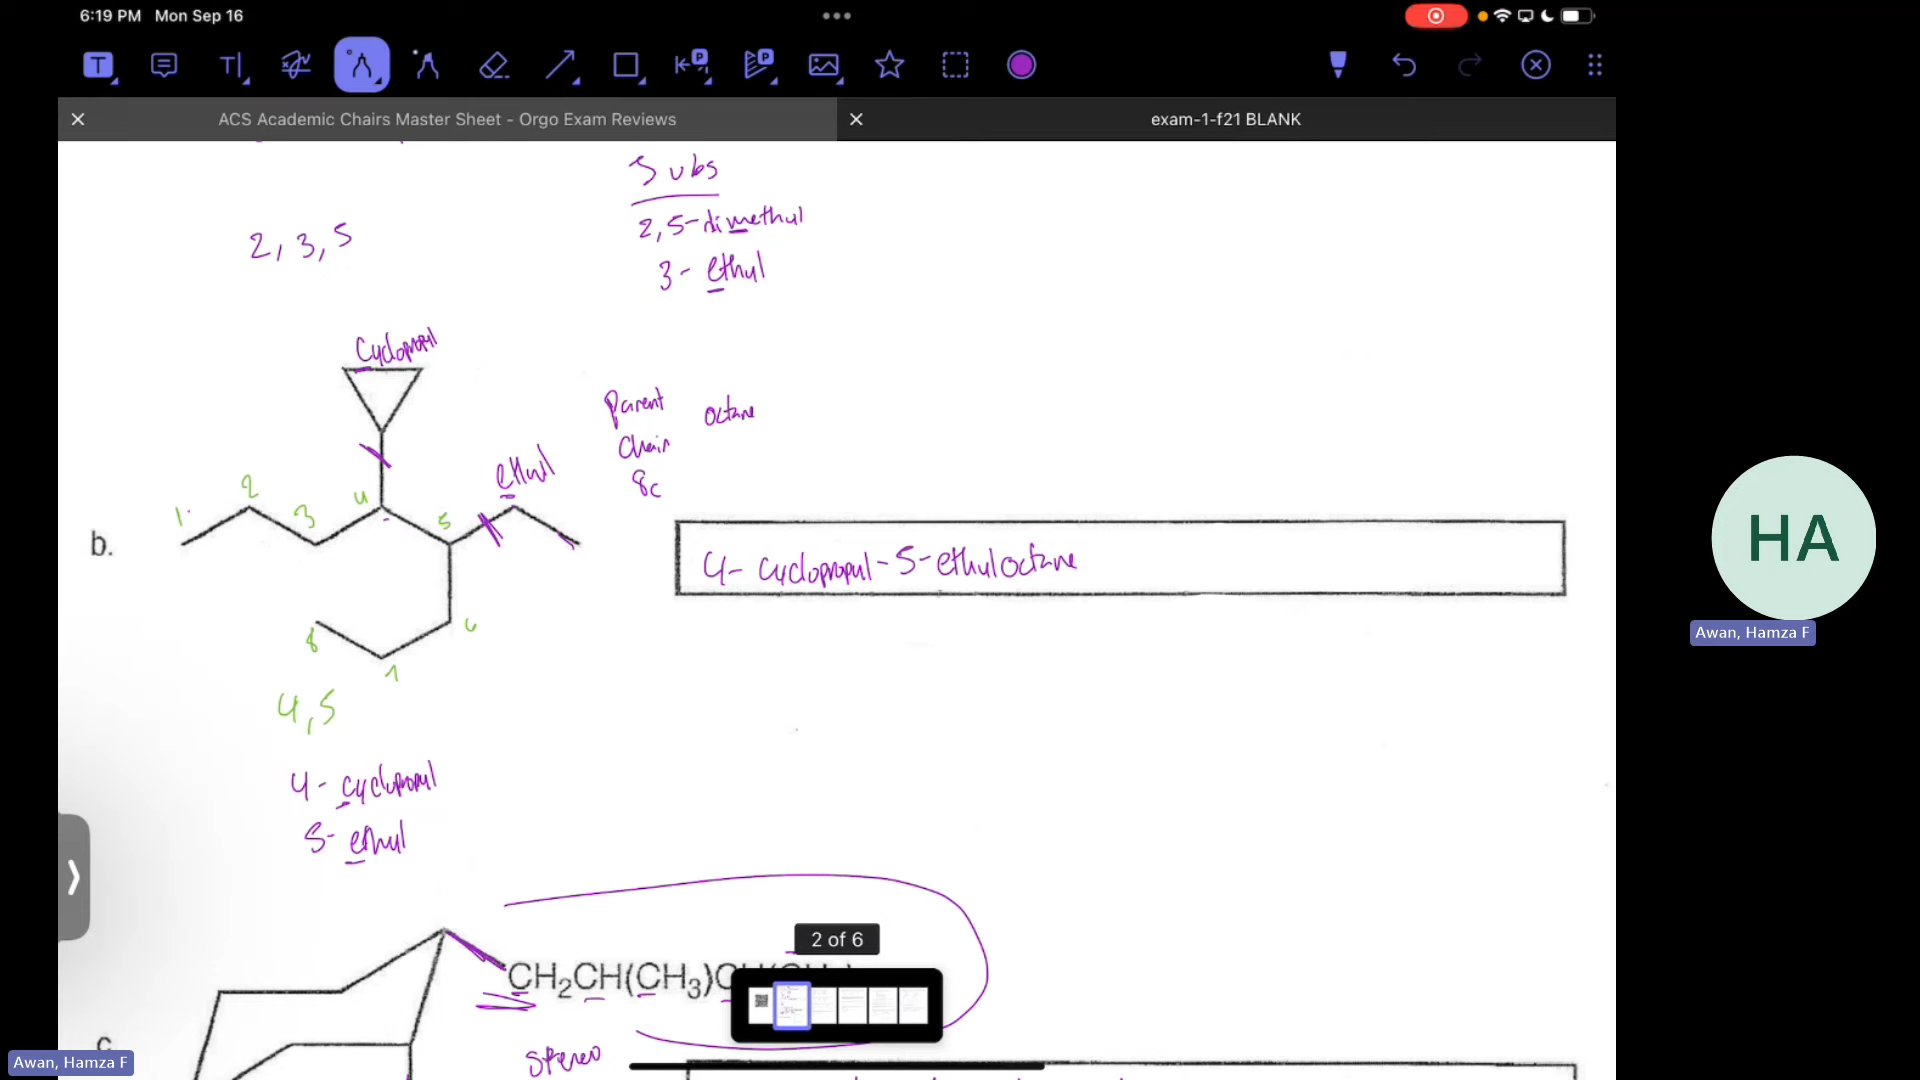 6:19 PM Mon Sep 16
ACS Academic Chairs Master Sheet - Orgo Exam Reviews
exam-1-f21 BLANK
Subs
2,5-dimethyl
3-ethyl
2, 3, 5
Cyclopropyl
Parent
Chain
8c
octane
ethyl
1
2
3
4
5
6
7
8
b.
4- cyclopropyl-5-ethyloctane
4,5
4- cyclopropyl
5- ethyl
2 of 6
CH₂CH(CH₃)C
c
Stereo
HA
Awan, Hamza F
Awan, Hamza F